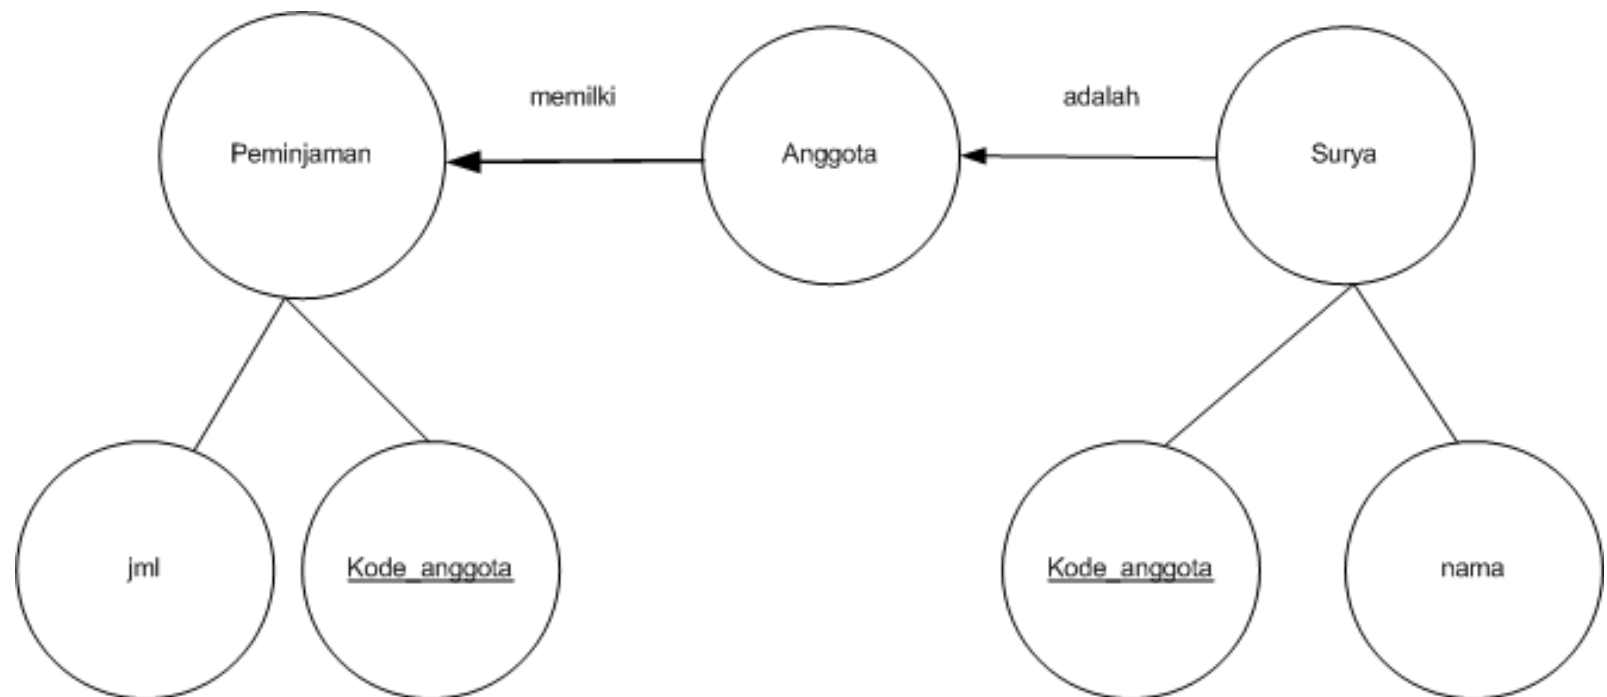 memilki
adalah
Peminjaman
Anggota
Surya
jml
Kode_anggota
Kode_anggota
nama